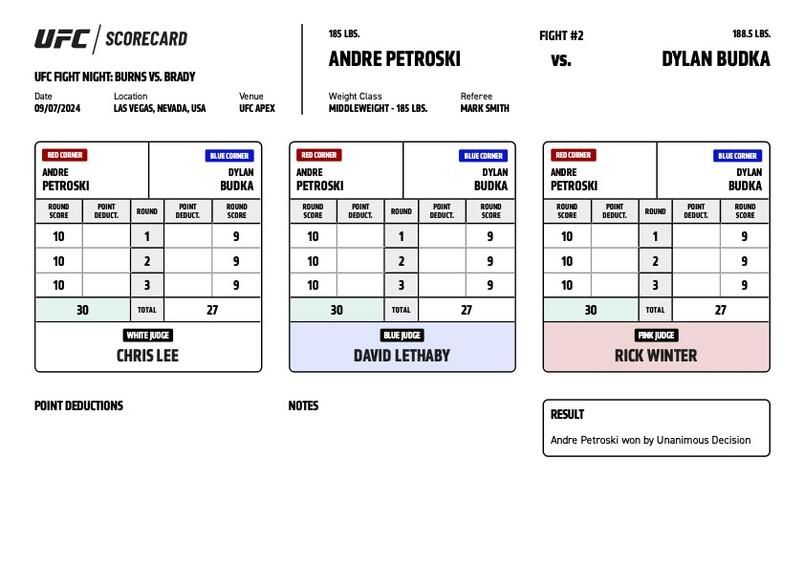 UFC / SCORECARD
UFC FIGHT NIGHT: BURNS VS. BRADY
Date Location Venue
09/07/2024 LAS VEGAS, NEVADA, USA UFC APEX
185 LBS. FIGHT #2 188.5 LBS.
ANDRE PETROSKI vs. DYLAN BUDKA
Weight Class Referee
MIDDLEWEIGHT - 185 LBS. MARK SMITH
RED CORNER BLUE CORNER
ANDRE DYLAN
PETROSKI BUDKA
ROUND SCORE POINT DEDUCT. ROUND POINT DEDUCT. ROUND SCORE
10 1 9
10 2 9
10 3 9
30 TOTAL 27
WHITE JUDGE
CHRIS LEE
RED CORNER BLUE CORNER
ANDRE DYLAN
PETROSKI BUDKA
ROUND SCORE POINT DEDUCT. ROUND POINT DEDUCT. ROUND SCORE
10 1 9
10 2 9
10 3 9
30 TOTAL 27
BLUE JUDGE
DAVID LETHABY
RED CORNER BLUE CORNER
ANDRE DYLAN
PETROSKI BUDKA
ROUND SCORE POINT DEDUCT. ROUND POINT DEDUCT. ROUND SCORE
10 1 9
10 2 9
10 3 9
30 TOTAL 27
PINK JUDGE
RICK WINTER
POINT DEDUCTIONS
NOTES
RESULT
Andre Petroski won by Unanimous Decision